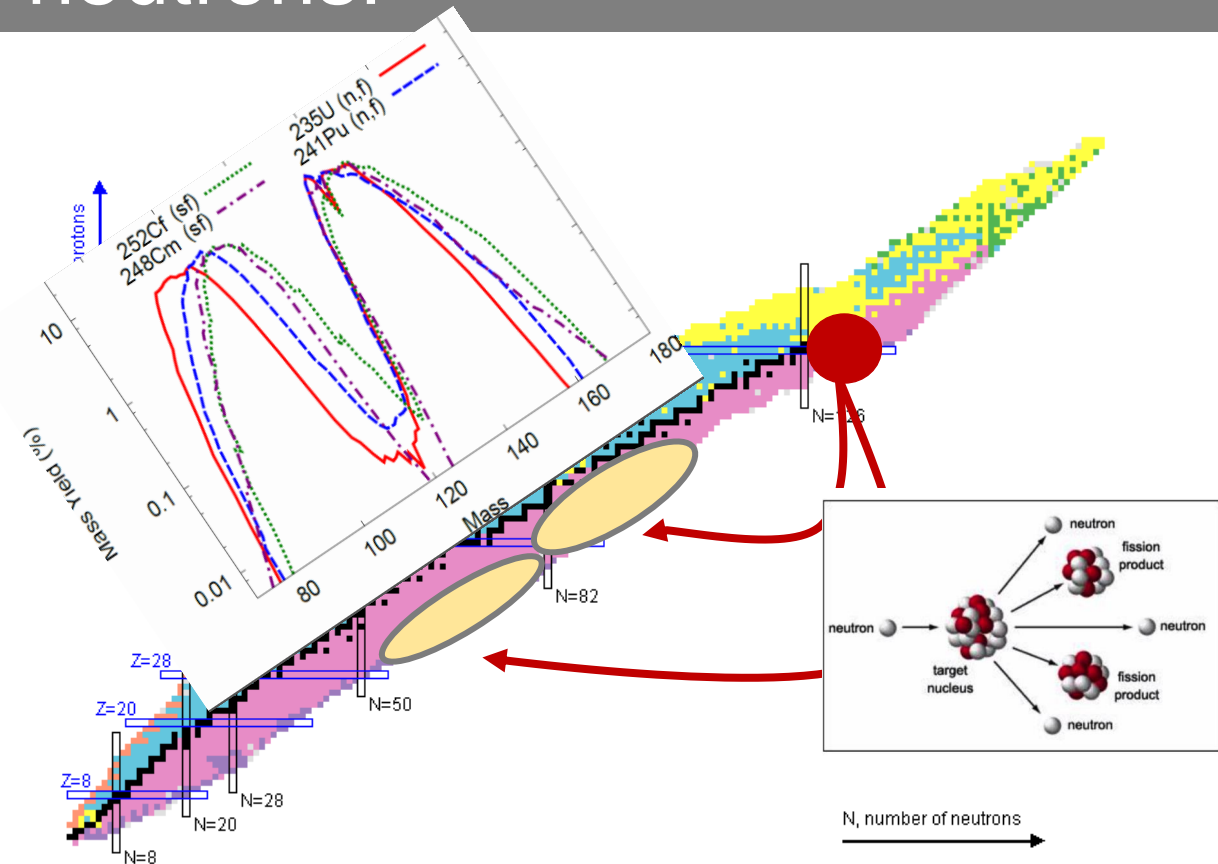 neutrons.
235U (n,f)
241Pu (n,f)
252Cf (sf)
248Cm (sf)
10
1
0.1
0.01
Mass Yield (%)
80
100
120
140
160
180
Mass
N=126
N=82
N=50
N=28
N=20
N=8
Z=28
Z=20
Z=8
neutron
fission
product
neutron
neutron
target
nucleus
fission
product
neutron
N, number of neutrons